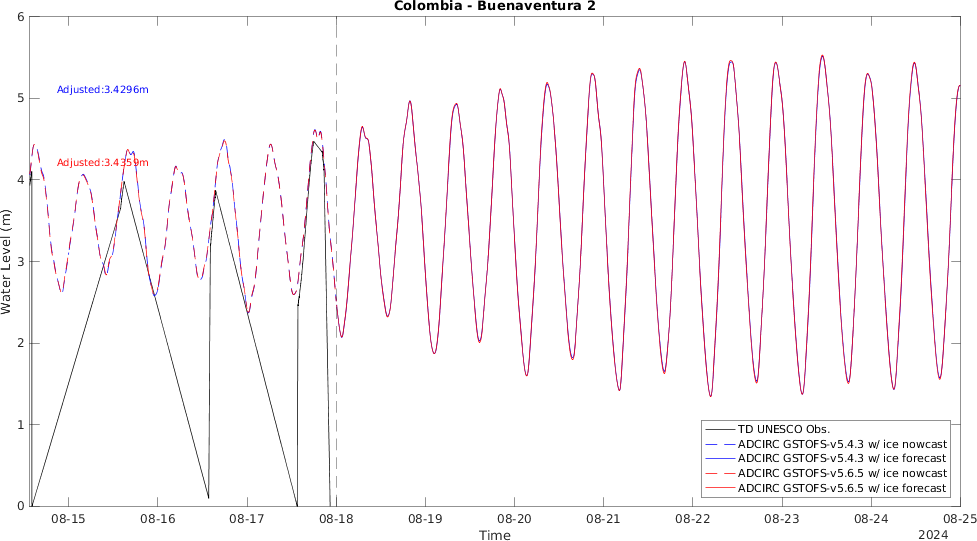 Colombia - Buenaventura 2
6
5
4
3
2
1
0
Water Level (m)
Adjusted:3.4296m
Adjusted:3.4359m
TD UNESCO Obs.
ADCIRC GSTOFS-v5.4.3 w/ ice nowcast
ADCIRC GSTOFS-v5.4.3 w/ ice forecast
ADCIRC GSTOFS-v5.6.5 w/ ice nowcast
ADCIRC GSTOFS-v5.6.5 w/ ice forecast
08-15 08-16 08-17 08-18 08-19 08-20 08-21 08-22 08-23 08-24 08-25
Time
2024